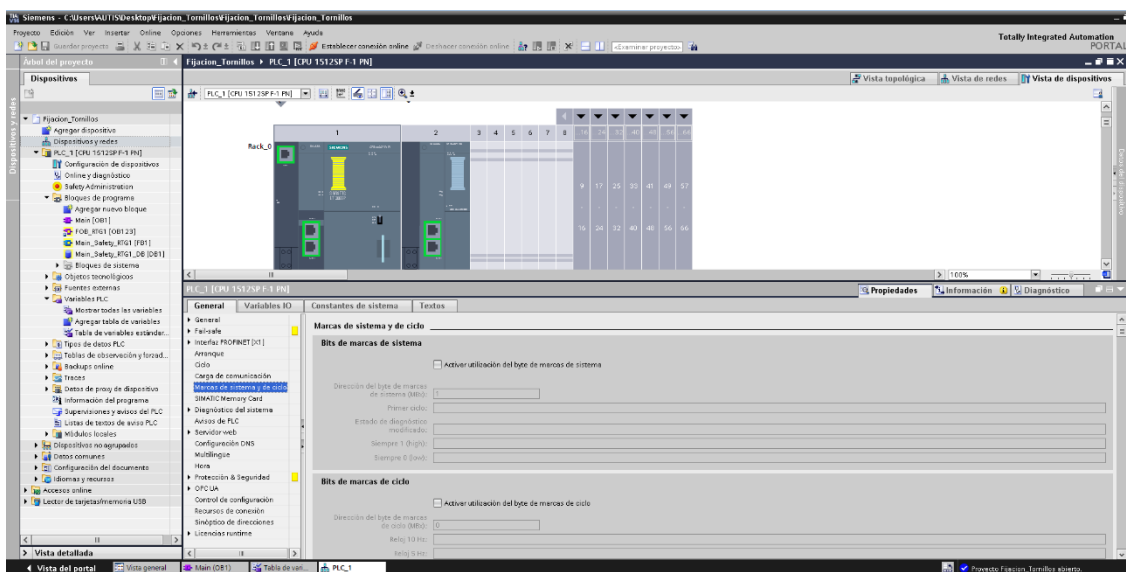 Siemens - C:\Users\AUTIS\Desktop\Fijacion_Tornillos\Fijacion_Tornillos\Fijacion_Tornillos
Proyecto Edición Ver Insertar Online Opciones Herramientas Ventana Ayuda
Guardar proyecto Establecer conexión online Deshacer conexión online <Examinar proyecto>
Totally Integrated Automation
PORTAL
Árbol del proyecto
Fijacion_Tornillos PLC_1 [CPU 1512SP F-1 PN]
Dispositivos
Vista topológica Vista de redes Vista de dispositivos
PLC_1 [CPU 1512SP F-1 PN]
Dispositivos y redes
Fijacion_Tornillos
Agregar dispositivo
Dispositivos y redes
PLC_1 [CPU 1512SP F-1 PN]
Configuración de dispositivos
Online y diagnóstico
Safety Administration
Bloques de programa
Agregar nuevo bloque
Main [OB1]
FOB_RTG1 [OB123]
Main_Safety_RTG1 [FB1]
Main_Safety_RTG1_DB [DB1]
Bloques de sistema
Objetos tecnológicos
Fuentes externas
Variables PLC
Mostrar todas las variables
Agregar tabla de variables
Tabla de variables estándar...
Tipos de datos PLC
Tablas de observación y forzad...
Backups online
Traces
Datos de proxy de dispositivo
Información del programa
Supervisiones y avisos del PLC
Listas de textos de aviso PLC
Módulos locales
Dispositivos no agrupados
Datos comunes
Configuración del documento
Idiomas y recursos
Accesos online
Lector de tarjetas/memoria USB
Vista detallada
Rack_0
1 2 3 4 5 6 7 8
16 24 32 40 48 56 66
9 17 25 33 41 49 57
16 24 32 40 48 56 66
SIEMENS
100%
PLC_1 [CPU 1512SP F-1 PN]
Propiedades Información Diagnóstico
General Variables IO Constantes de sistema Textos
General
Fail-safe
Interfaz PROFINET [X1]
Arranque
Ciclo
Carga de comunicación
Marcas de sistema y de ciclo
SIMATIC Memory Card
Diagnóstico del sistema
Avisos de PLC
Servidor web
Configuración DNS
Multilingüe
Hora
Protección & Seguridad
OPC UA
Control de configuración
Recursos de conexión
Sinóptico de direcciones
Licencias runtime
Marcas de sistema y de ciclo
Bits de marcas de sistema
Activar utilización del byte de marcas de sistema
Dirección del byte de marcas
de sistema (MBx): 1
Primer ciclo:
Estado de diagnóstico
modificado:
Siempre 1 (high):
Siempre 0 (low):
Bits de marcas de ciclo
Activar utilización del byte de marcas de ciclo
Dirección del byte de marcas
de ciclo (MBx): 0
Reloj 10 Hz:
Reloj 5 Hz:
Vista del portal Vista general Main (OB1) Tabla de vari... PLC_1
Proyecto Fijacion_Tornillos abierto.